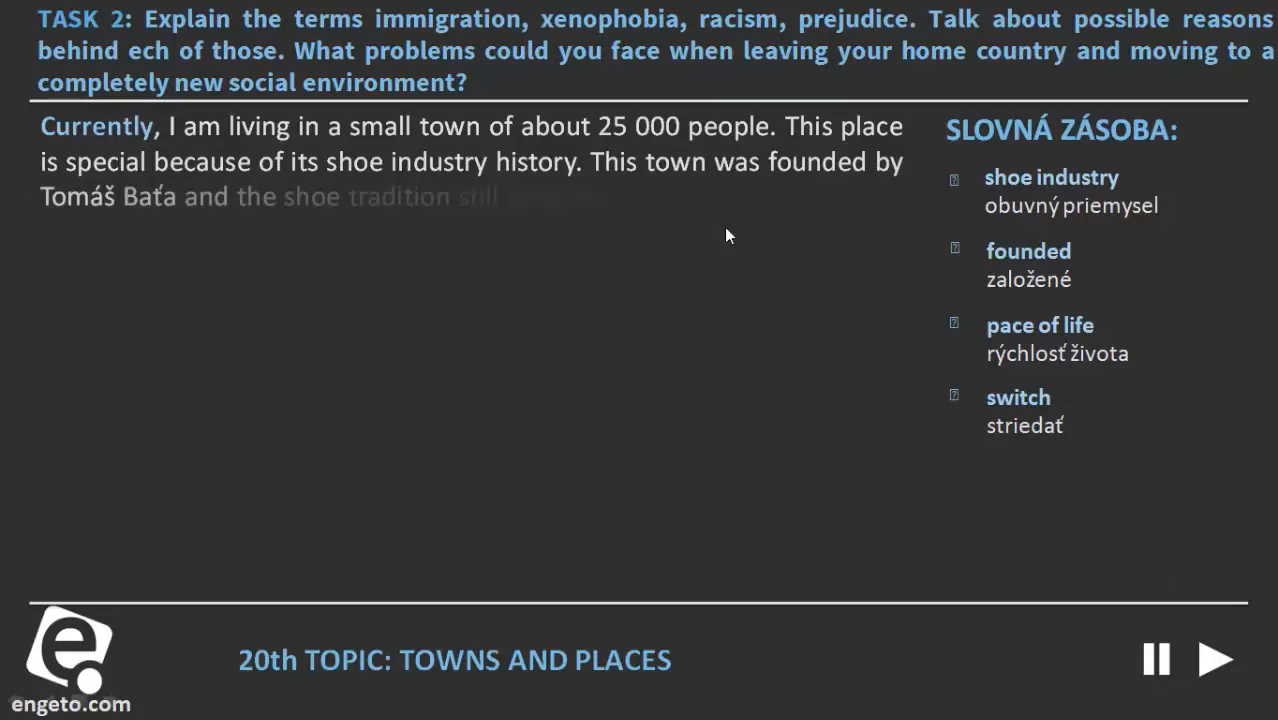 TASK 2: Explain the terms immigration, xenophobia, racism, prejudice. Talk about possible reasons
behind ech of those. What problems could you face when leaving your home country and moving to a
completely new social environment?
Currently, I am living in a small town of about 25 000 people. This place
is special because of its shoe industry history. This town was founded by
Tomáš Baťa and the shoe tradition still
SLOVNÁ ZÁSOBA:
shoe industry
obuvný priemysel
founded
založené
pace of life
rýchlosť života
switch
striedať
e
engeto.com
20th TOPIC: TOWNS AND PLACES